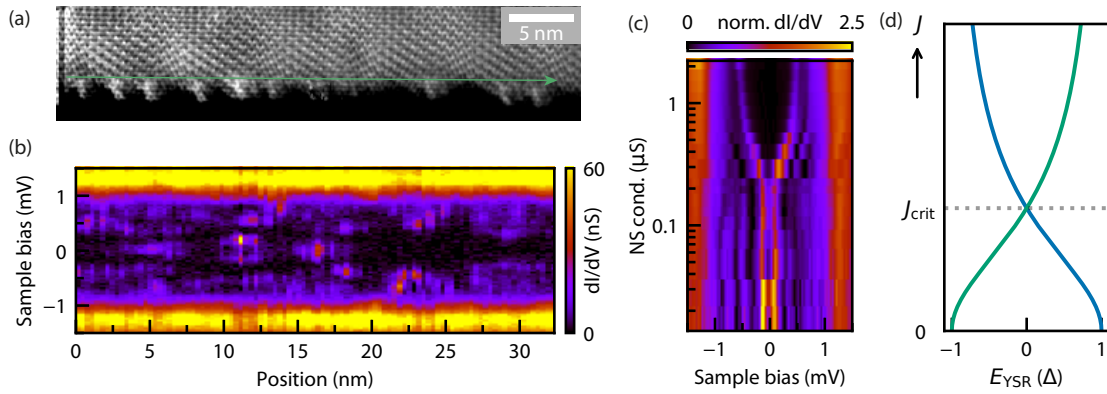 (a)
5 nm
(b)
Sample bias (mV)
1
0
−1
0
5
10
15
20
25
30
Position (nm)
60
dI/dV (nS)
0
(c)
0 norm. dI/dV 2.5
NS cond. (µS)
1
0.1
−1 0 1
Sample bias (mV)
(d)
J
Jcrit
0
−1 0 1
EYSR (Δ)